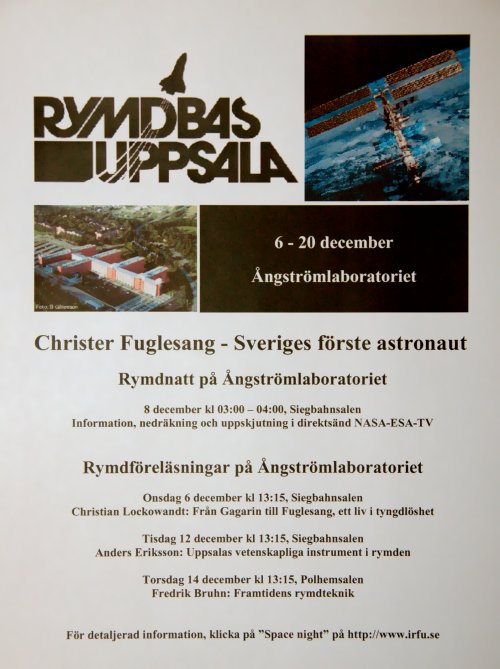 RYMDBAS
UPPSALA
6 - 20 december
Ångströmlaboratoriet
Christer Fuglesang - Sveriges förste astronaut
Rymdnatt på Ångströmlaboratoriet
8 december kl 03:00 – 04:00, Siegbahnsalen
Information, nedräkning och uppskjutning i direktsänd NASA-ESA-TV
Rymdföreläsningar på Ångströmlaboratoriet
Onsdag 6 december kl 13:15, Siegbahnsalen
Christian Lockowandt: Från Gagarin till Fuglesang, ett liv i tyngdlöshet
Tisdag 12 december kl 13:15, Siegbahnsalen
Anders Eriksson: Uppsalas vetenskapliga instrument i rymden
Torsdag 14 december kl 13:15, Polhemsalen
Fredrik Bruhn: Framtidens rymdteknik
För detaljerad information, klicka på ”Space night” på http://www.irfu.se